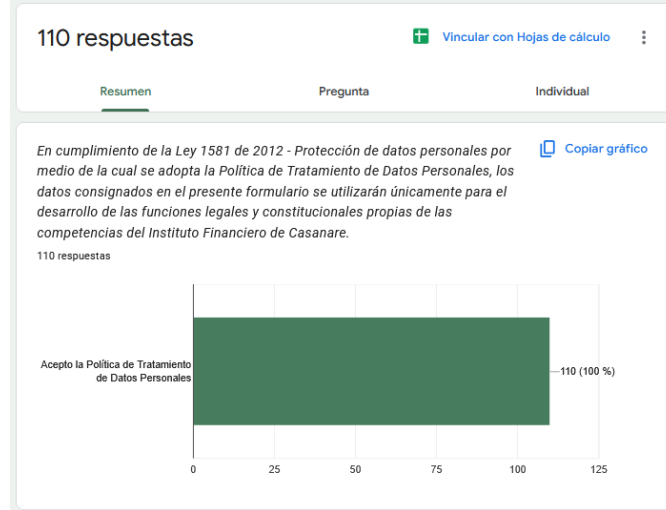 110 respuestas
Vincular con Hojas de cálculo
Resumen
Pregunta
Individual
En cumplimiento de la Ley 1581 de 2012 - Protección de datos personales por
medio de la cual se adopta la Política de Tratamiento de Datos Personales, los
datos consignados en el presente formulario se utilizarán únicamente para el
desarrollo de las funciones legales y constitucionales propias de las
competencias del Instituto Financiero de Casanare.
Copiar gráfico
110 respuestas
Acepto la Política de Tratamiento
de Datos Personales
110 (100 %)
0
25
50
75
100
125